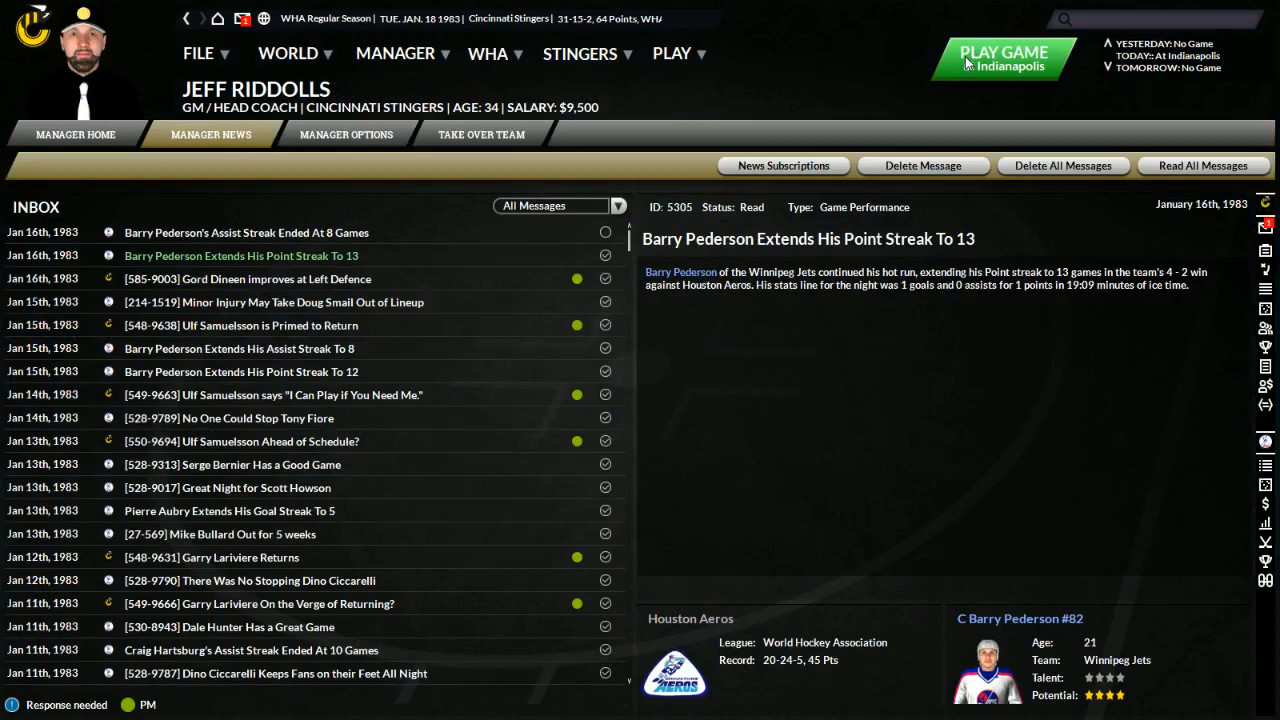 WHA Regular Season | TUE. JAN. 18 1983 | Cincinnati Stingers | 31-15-2, 64 Points, WHA
1
FILE WORLD MANAGER WHA STINGERS PLAY
PLAY GAME
Indianapolis
YESTERDAY: No Game
TODAY:: At Indianapolis
TOMORROW: No Game
JEFF RIDDOLLS
GM / HEAD COACH | CINCINNATI STINGERS | AGE: 34 | SALARY: $9,500
MANAGER HOME MANAGER NEWS MANAGER OPTIONS TAKE OVER TEAM
News Subscriptions Delete Message Delete All Messages Read All Messages
INBOX All Messages
Jan 16th, 1983 Barry Pederson's Assist Streak Ended At 8 Games
Jan 16th, 1983 Barry Pederson Extends His Point Streak To 13
Jan 16th, 1983 [585-9003] Gord Dineen improves at Left Defence
Jan 15th, 1983 [214-1519] Minor Injury May Take Doug Smail Out of Lineup
Jan 15th, 1983 [548-9638] Ulf Samuelsson is Primed to Return
Jan 15th, 1983 Barry Pederson Extends His Assist Streak To 8
Jan 15th, 1983 Barry Pederson Extends His Point Streak To 12
Jan 14th, 1983 [549-9663] Ulf Samuelsson says "I Can Play if You Need Me."
Jan 14th, 1983 [528-9789] No One Could Stop Tony Fiore
Jan 13th, 1983 [550-9694] Ulf Samuelsson Ahead of Schedule?
Jan 13th, 1983 [528-9313] Serge Bernier Has a Good Game
Jan 13th, 1983 [528-9017] Great Night for Scott Howson
Jan 13th, 1983 Pierre Aubry Extends His Goal Streak To 5
Jan 13th, 1983 [27-569] Mike Bullard Out for 5 weeks
Jan 12th, 1983 [548-9631] Garry Lariviere Returns
Jan 12th, 1983 [528-9790] There Was No Stopping Dino Ciccarelli
Jan 11th, 1983 [549-9666] Garry Lariviere On the Verge of Returning?
Jan 11th, 1983 [530-8943] Dale Hunter Has a Great Game
Jan 11th, 1983 Craig Hartsburg's Assist Streak Ended At 10 Games
Jan 11th, 1983 [528-9787] Dino Ciccarelli Keeps Fans on their Feet All Night
Response needed PM
ID: 5305 Status: Read Type: Game Performance January 16th, 1983
Barry Pederson Extends His Point Streak To 13
Barry Pederson of the Winnipeg Jets continued his hot run, extending his Point streak to 13 games in the team's 4 - 2 win
against Houston Aeros. His stats line for the night was 1 goals and 0 assists for 1 points in 19:09 minutes of ice time.
Houston Aeros
League: World Hockey Association
Record: 20-24-5, 45 Pts
AEROS
C Barry Pederson #82
Age: 21
Team: Winnipeg Jets
Talent:
Potential:
1